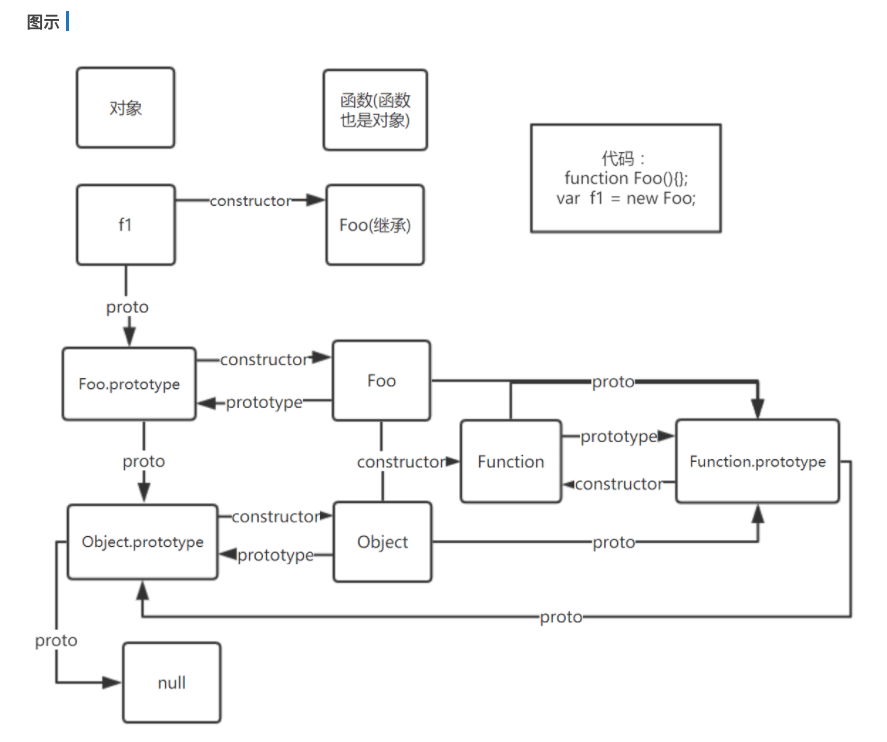 图示
对象
函数(函数
也是对象)
代码：
function Foo(){};
var f1 = new Foo;
f1
constructor
Foo(继承)
proto
Foo.prototype
constructor
prototype
Foo
proto
proto
constructor
Function
prototype
constructor
Function.prototype
Object.prototype
constructor
prototype
Object
proto
proto
proto
null